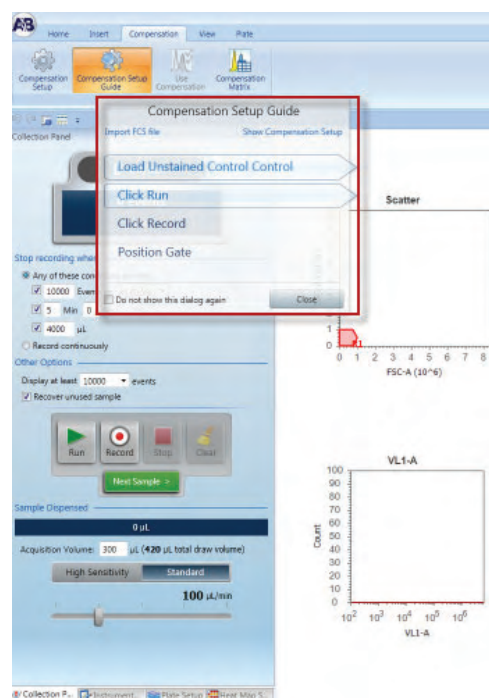 AB
Home Insert Compensation View Plate
Compensation Setup
Compensation Setup Guide
Use Compensation
Compensation Matrix
Collection Panel
Compensation Setup Guide
Import FCS file Show Compensation Setup
Load Unstained Control Control
Click Run
Click Record
Position Gate
Do not show this dialog again Close
Stop recording when
Any of these con
10000 Even
5 Min 0
4000 µL
Record continuously
Other Options
Display at least 10000 events
Recover unused sample
Run Record Stop Clear
Next Sample >
Sample Dispensed
0 µL
Acquisition Volume: 300 µL (420 µL total draw volume)
High Sensitivity Standard
100 µL/min
Collection P... Instrument... Plate Setup Heat Map S...
Scatter
1
0
0 1 2 3 4 5 6 7 8
FSC-A (10^6)
VL1-A
Count
100
90
80
70
60
50
40
30
20
10
0
10² 10³ 10⁴ 10⁵ 10⁶
VL1-A